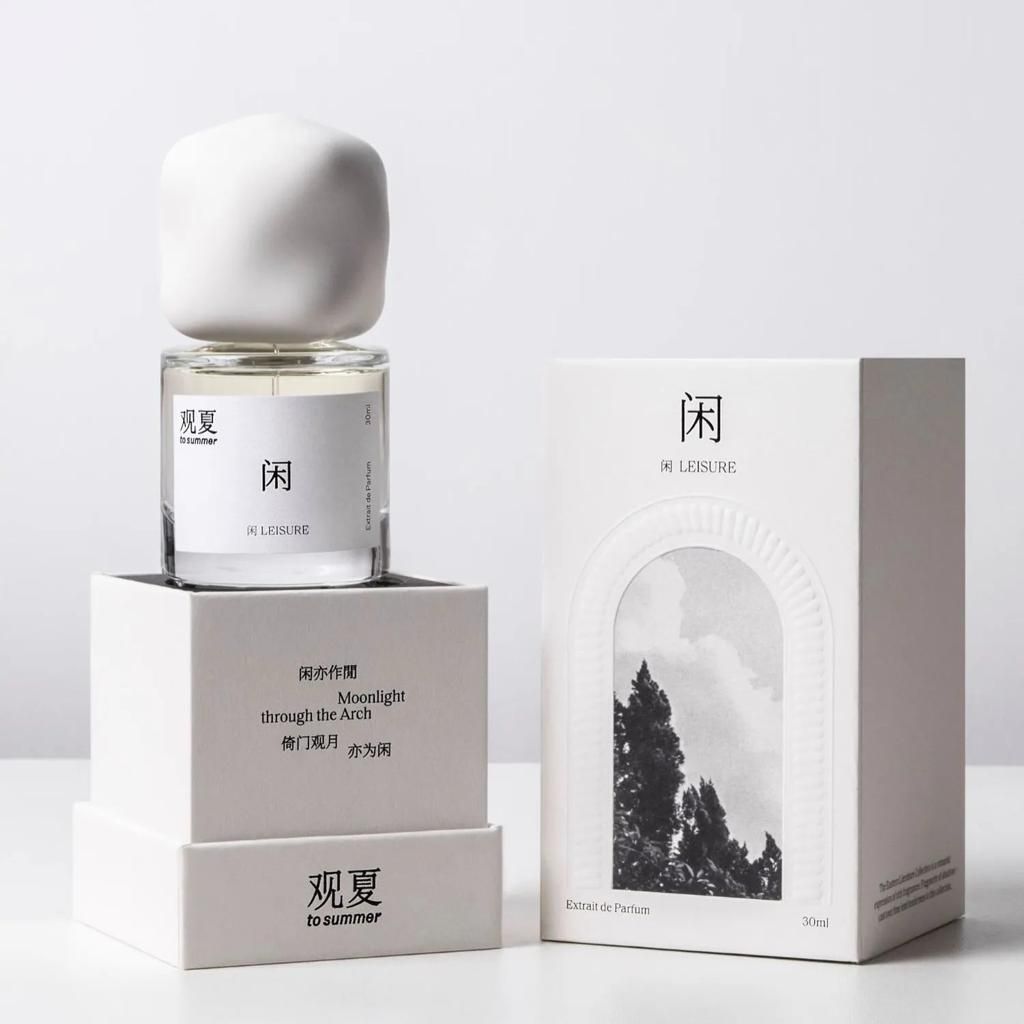 观夏
to summer
30ml
闲
Extrait de Parfum
闲 LEISURE
闲亦作閒
Moonlight
through the Arch
倚门观月
亦为闲
观夏
to summer
闲
闲 LEISURE
Extrait de Parfum
30ml